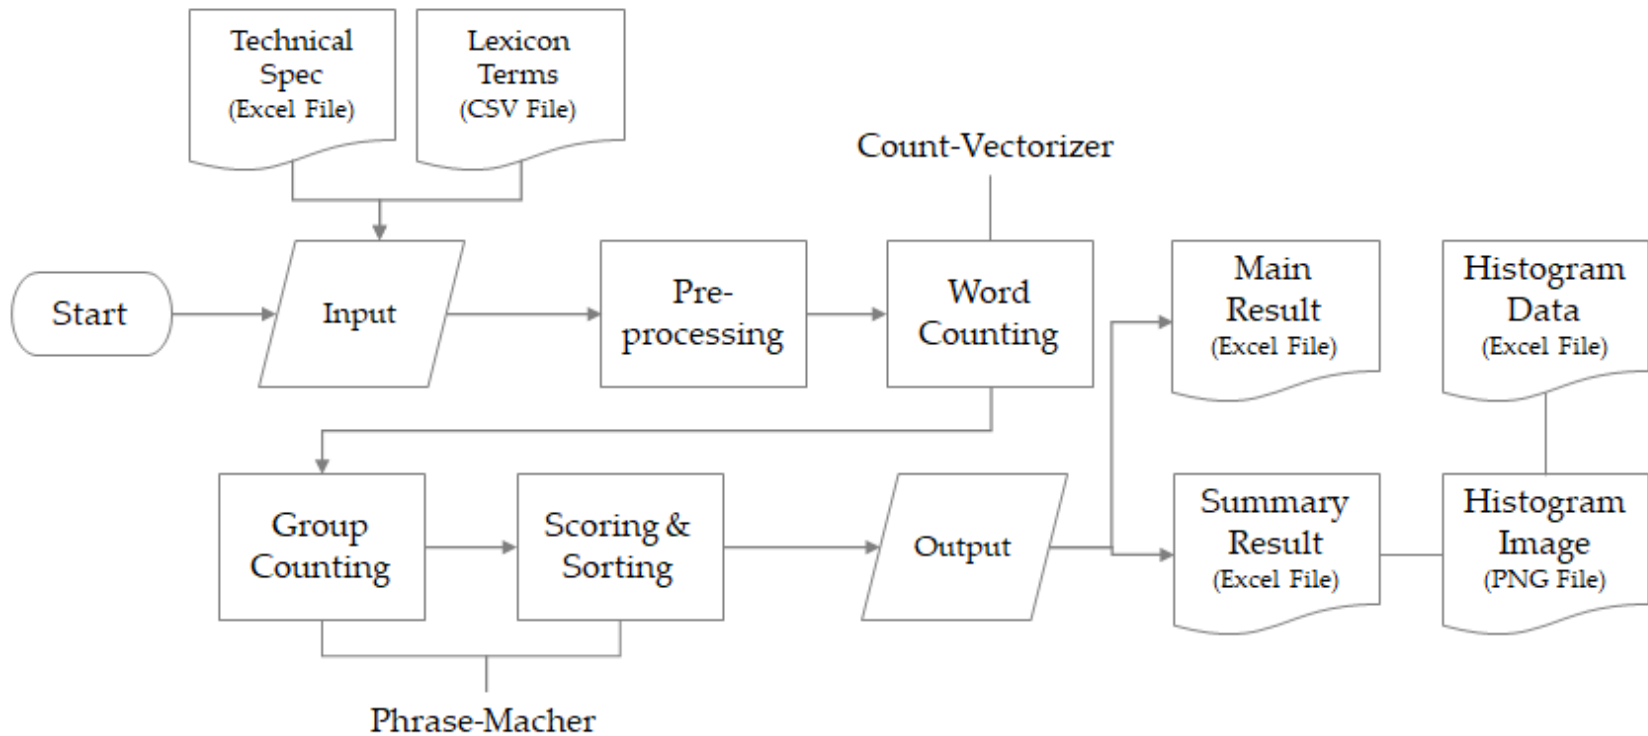 Technical
Spec
(Excel File)
Lexicon
Terms
(CSV File)
Count-Vectorizer
Start
Input
Pre-
processing
Word
Counting
Main
Result
(Excel File)
Histogram
Data
(Excel File)
Group
Counting
Scoring &
Sorting
Output
Summary
Result
(Excel File)
Histogram
Image
(PNG File)
Phrase-Macher